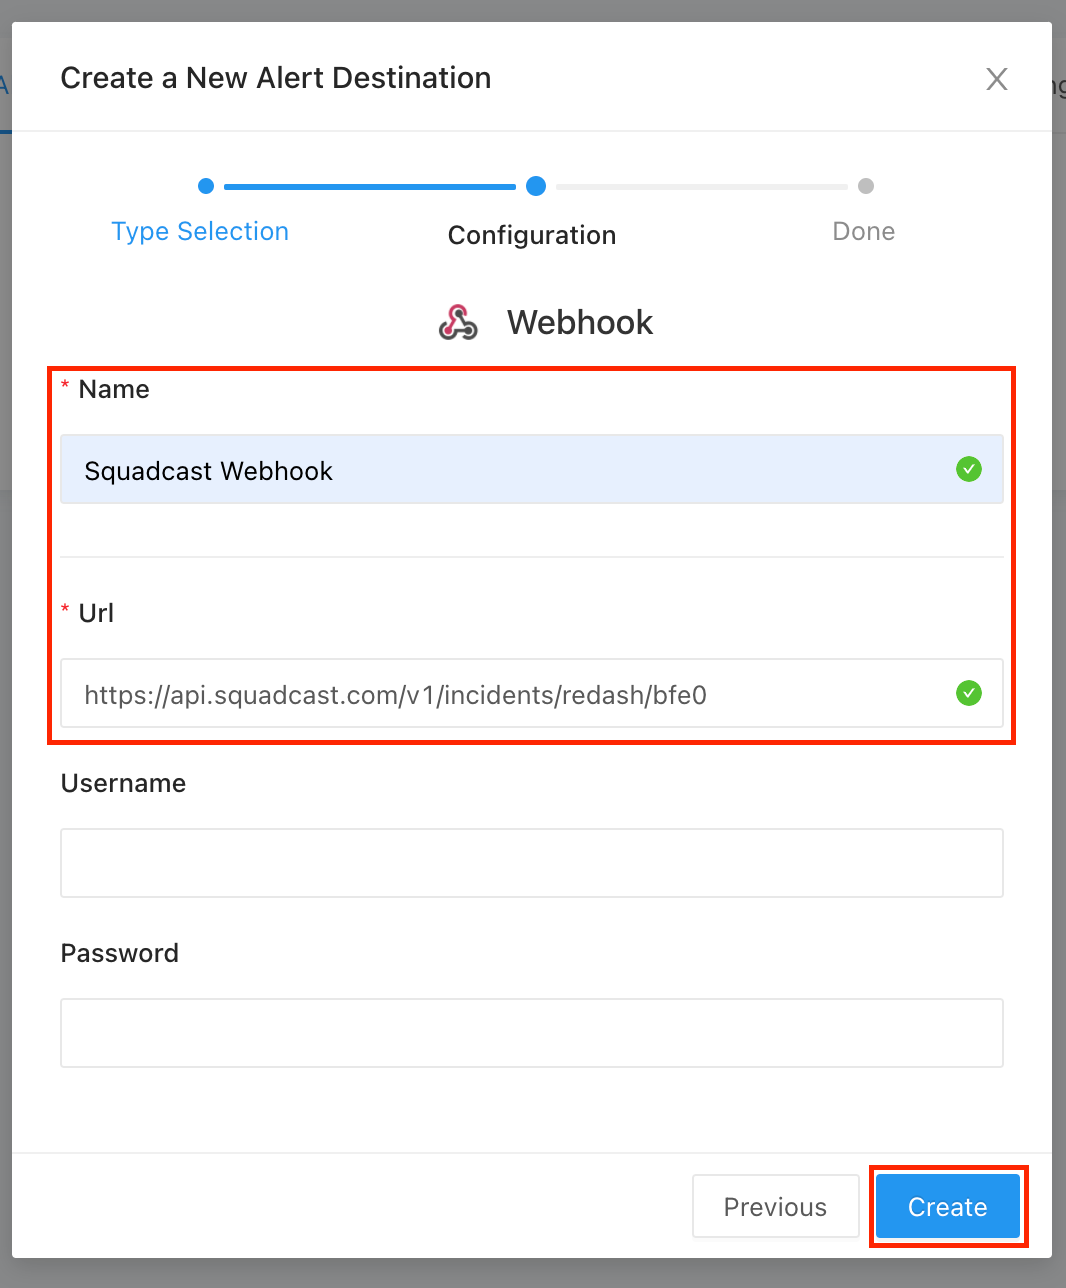 Create a New Alert Destination
Type Selection
Configuration
Done
Webhook
* Name
Squadcast Webhook
* Url
https://api.squadcast.com/v1/incidents/redash/bfe0
Username
Password
Previous
Create